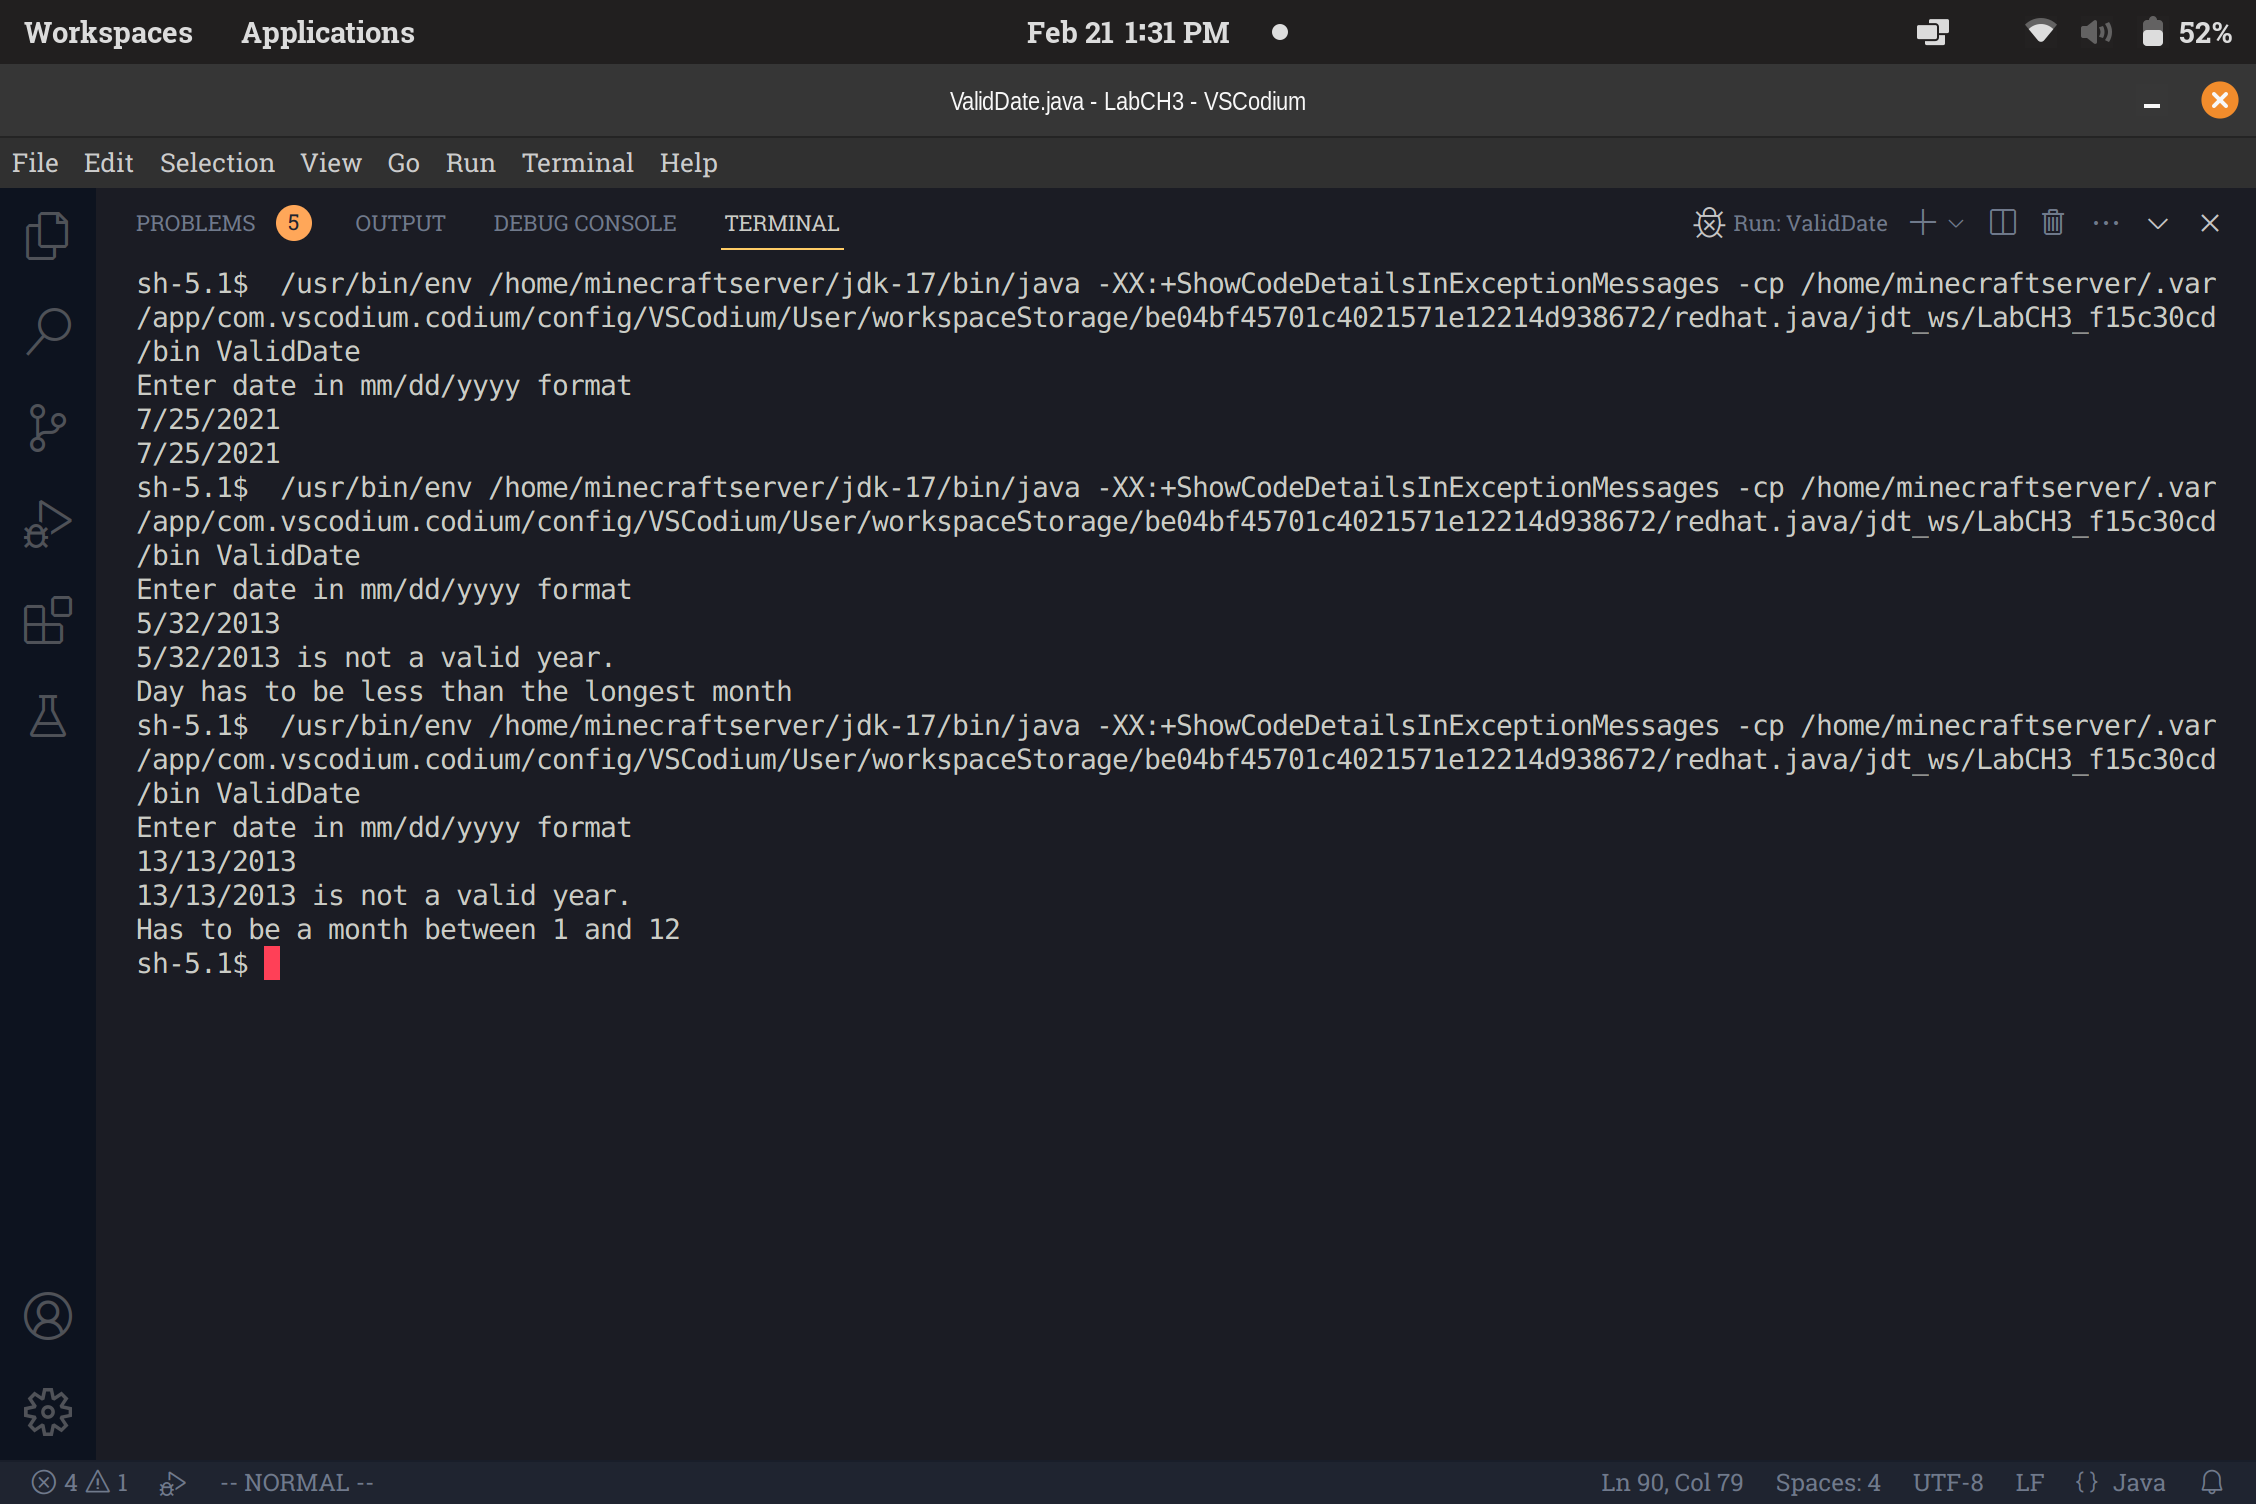 Workspaces Applications Feb 21 1:31 PM 52%
ValidDate.java - LabCH3 - VSCodium
File Edit Selection View Go Run Terminal Help
PROBLEMS 5 OUTPUT DEBUG CONSOLE TERMINAL Run: ValidDate
sh-5.1$  /usr/bin/env /home/minecraftserver/jdk-17/bin/java -XX:+ShowCodeDetailsInExceptionMessages -cp /home/minecraftserver/.var
/app/com.vscodium.codium/config/VSCodium/User/workspaceStorage/be04bf45701c4021571e12214d938672/redhat.java/jdt_ws/LabCH3_f15c30cd
/bin ValidDate
Enter date in mm/dd/yyyy format
7/25/2021
7/25/2021
sh-5.1$  /usr/bin/env /home/minecraftserver/jdk-17/bin/java -XX:+ShowCodeDetailsInExceptionMessages -cp /home/minecraftserver/.var
/app/com.vscodium.codium/config/VSCodium/User/workspaceStorage/be04bf45701c4021571e12214d938672/redhat.java/jdt_ws/LabCH3_f15c30cd
/bin ValidDate
Enter date in mm/dd/yyyy format
5/32/2013
5/32/2013 is not a valid year.
Day has to be less than the longest month
sh-5.1$  /usr/bin/env /home/minecraftserver/jdk-17/bin/java -XX:+ShowCodeDetailsInExceptionMessages -cp /home/minecraftserver/.var
/app/com.vscodium.codium/config/VSCodium/User/workspaceStorage/be04bf45701c4021571e12214d938672/redhat.java/jdt_ws/LabCH3_f15c30cd
/bin ValidDate
Enter date in mm/dd/yyyy format
13/13/2013
13/13/2013 is not a valid year.
Has to be a month between 1 and 12
sh-5.1$
4 1 -- NORMAL -- Ln 90, Col 79 Spaces: 4 UTF-8 LF {} Java